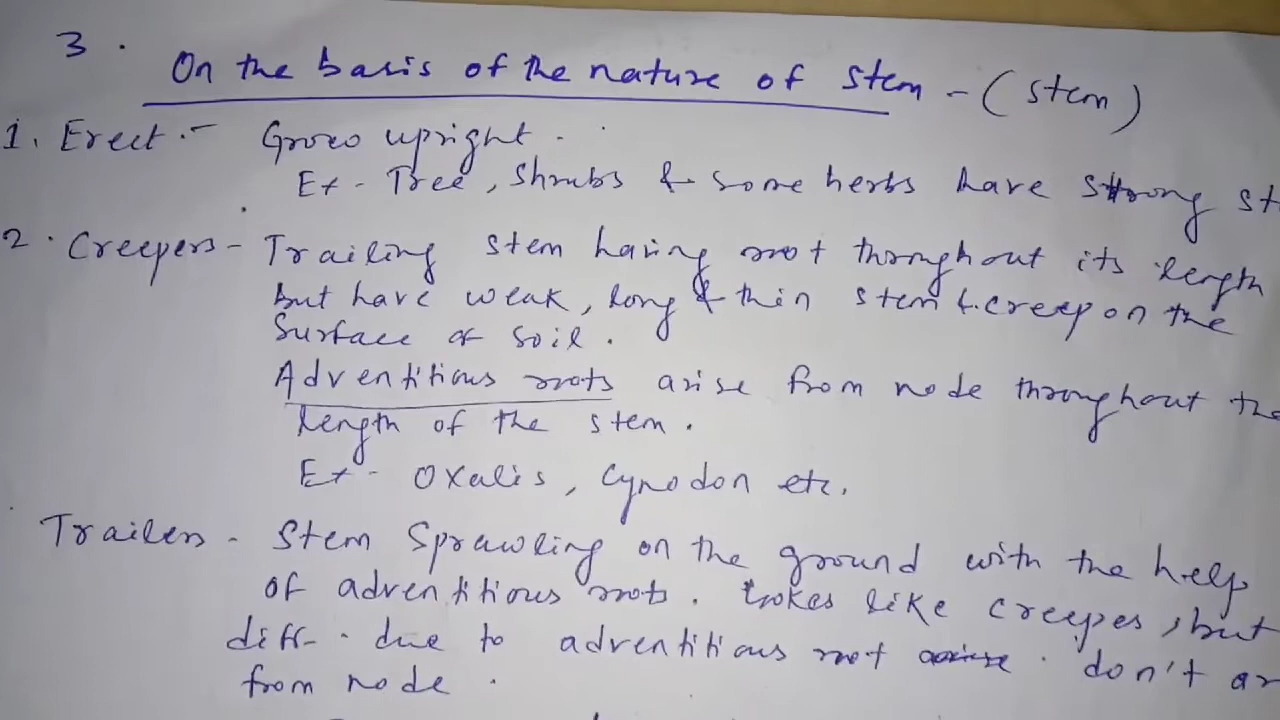 3.
On the basis of the nature of stem - (stem)
1. Erect :- Grow upright.
Ex - Tree, shrubs & some herbs have strong st
2. Creepers - Trailing stem having root throughout its length
but have weak, long & thin stem & creep on the
Surface of soil.
Adventitious roots arise from node throughout the
length of the stem.
Ex - Oxalis, Cynodon etc.
Trailers - Stem Sprawling on the ground with the help
of adventitious roots. Lookes like creepes, but
diff. due to adventitious root don't ar
from node.